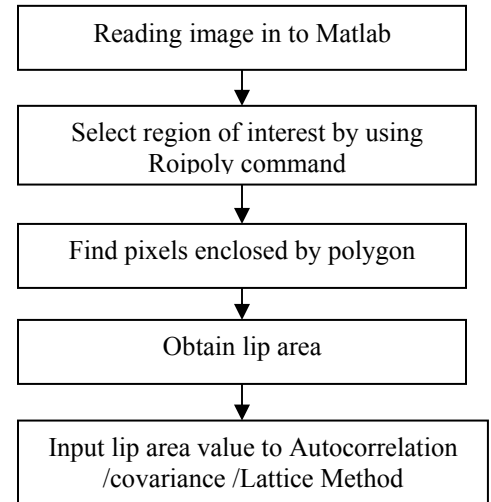 Reading image in to Matlab
Select region of interest by using
Roipoly command
Find pixels enclosed by polygon
Obtain lip area
Input lip area value to Autocorrelation
/covariance /Lattice Method